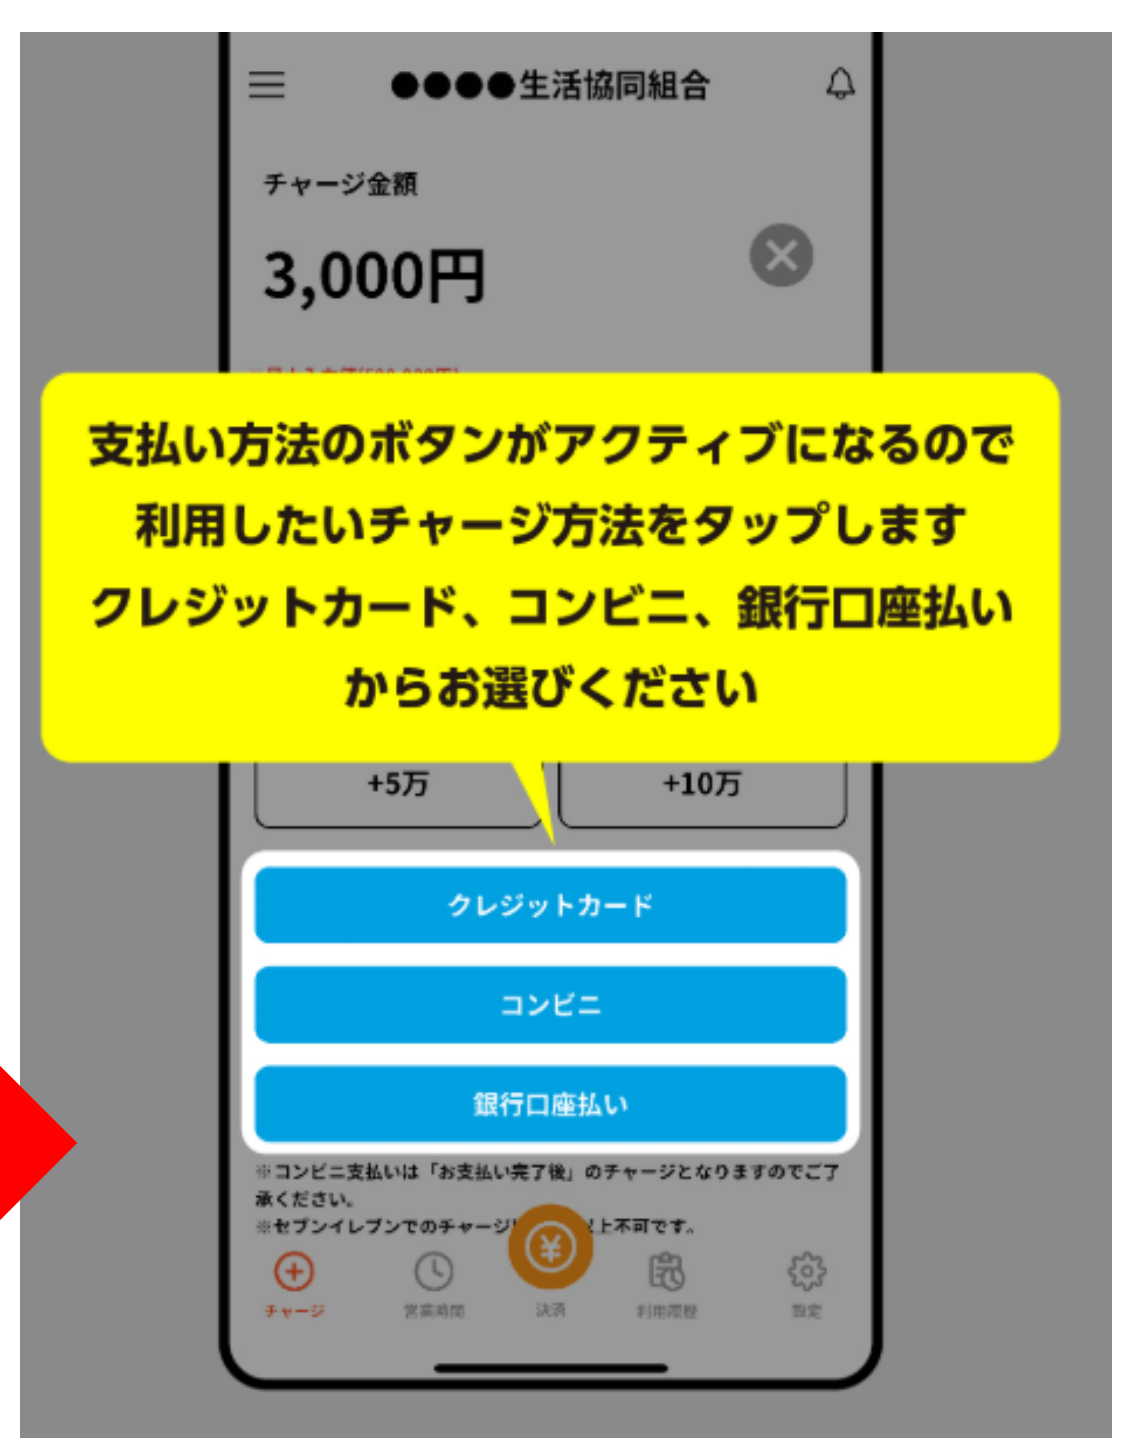 ●●●●生活協同組合
チャージ金額
3,000円
支払い方法のボタンがアクティブになるので
利用したいチャージ方法をタップします
クレジットカード、コンビニ、銀行口座払い
からお選びください
+5万 +10万
クレジットカード
コンビニ
銀行口座払い
※コンビニ支払いは「お支払い完了後」のチャージとなりますのでご了
承ください。
※セブンイレブンでのチャージ 上不可です。
チャージ 営業時間 決済 利用履歴 設定